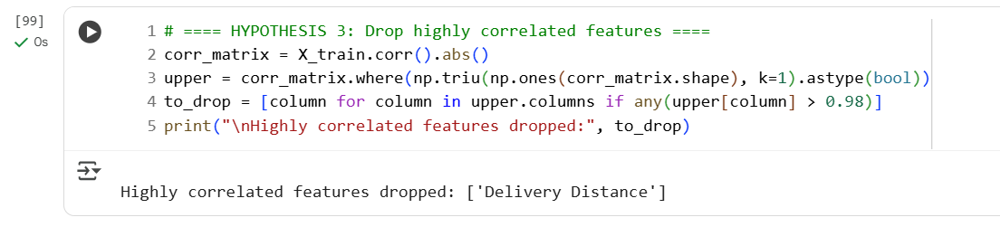 [99]
0s
1 # ==== HYPOTHESIS 3: Drop highly correlated features ====
2 corr_matrix = X_train.corr().abs()
3 upper = corr_matrix.where(np.triu(np.ones(corr_matrix.shape), k=1).astype(bool))
4 to_drop = [column for column in upper.columns if any(upper[column] > 0.98)]
5 print("\nHighly correlated features dropped:", to_drop)
Highly correlated features dropped: ['Delivery Distance']